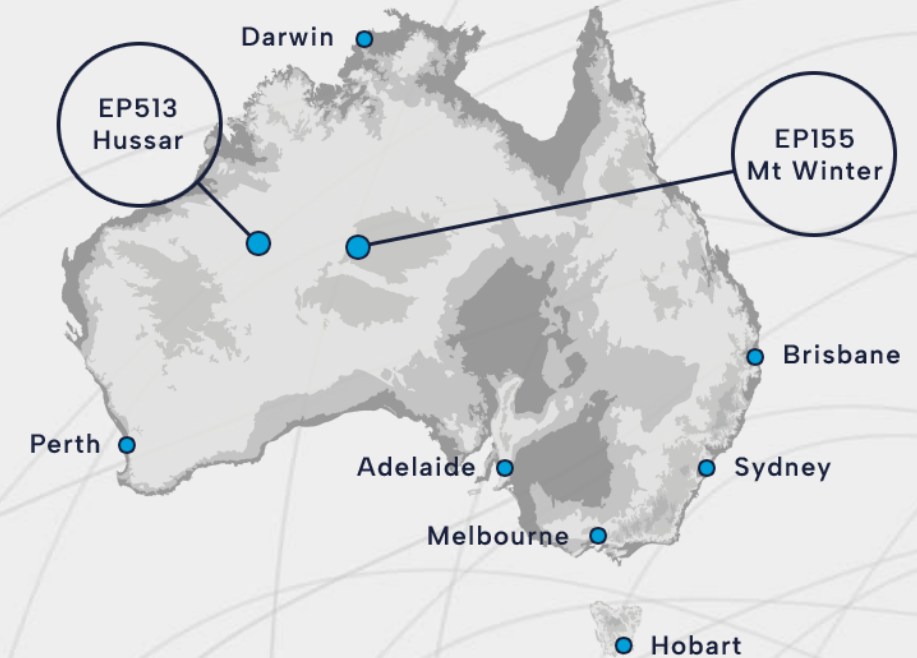 Darwin
EP513
Hussar
EP155
Mt Winter
Brisbane
Perth
Adelaide
Sydney
Melbourne
Hobart